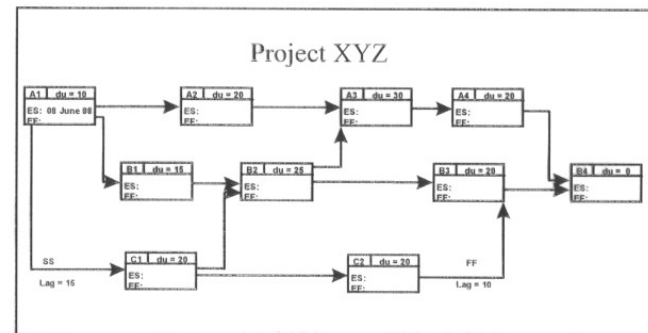 Project XYZ
A1 du = 10
ES: 08 June 98
EF:
A2 du = 20
ES:
EF:
A3 du = 30
ES:
EF:
A4 du = 20
ES:
EF:
B1 du = 15
ES:
EF:
B2 du = 25
ES:
EF:
B3 du = 20
ES:
EF:
B4 du = 0
ES:
EF:
SS
Lag = 15
C1 du = 20
ES:
EF:
C2 du = 20
ES:
EF:
FF
Lag = 10